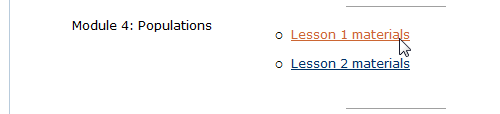 Module 4: Populations
Lesson 1 materials
Lesson 2 materials